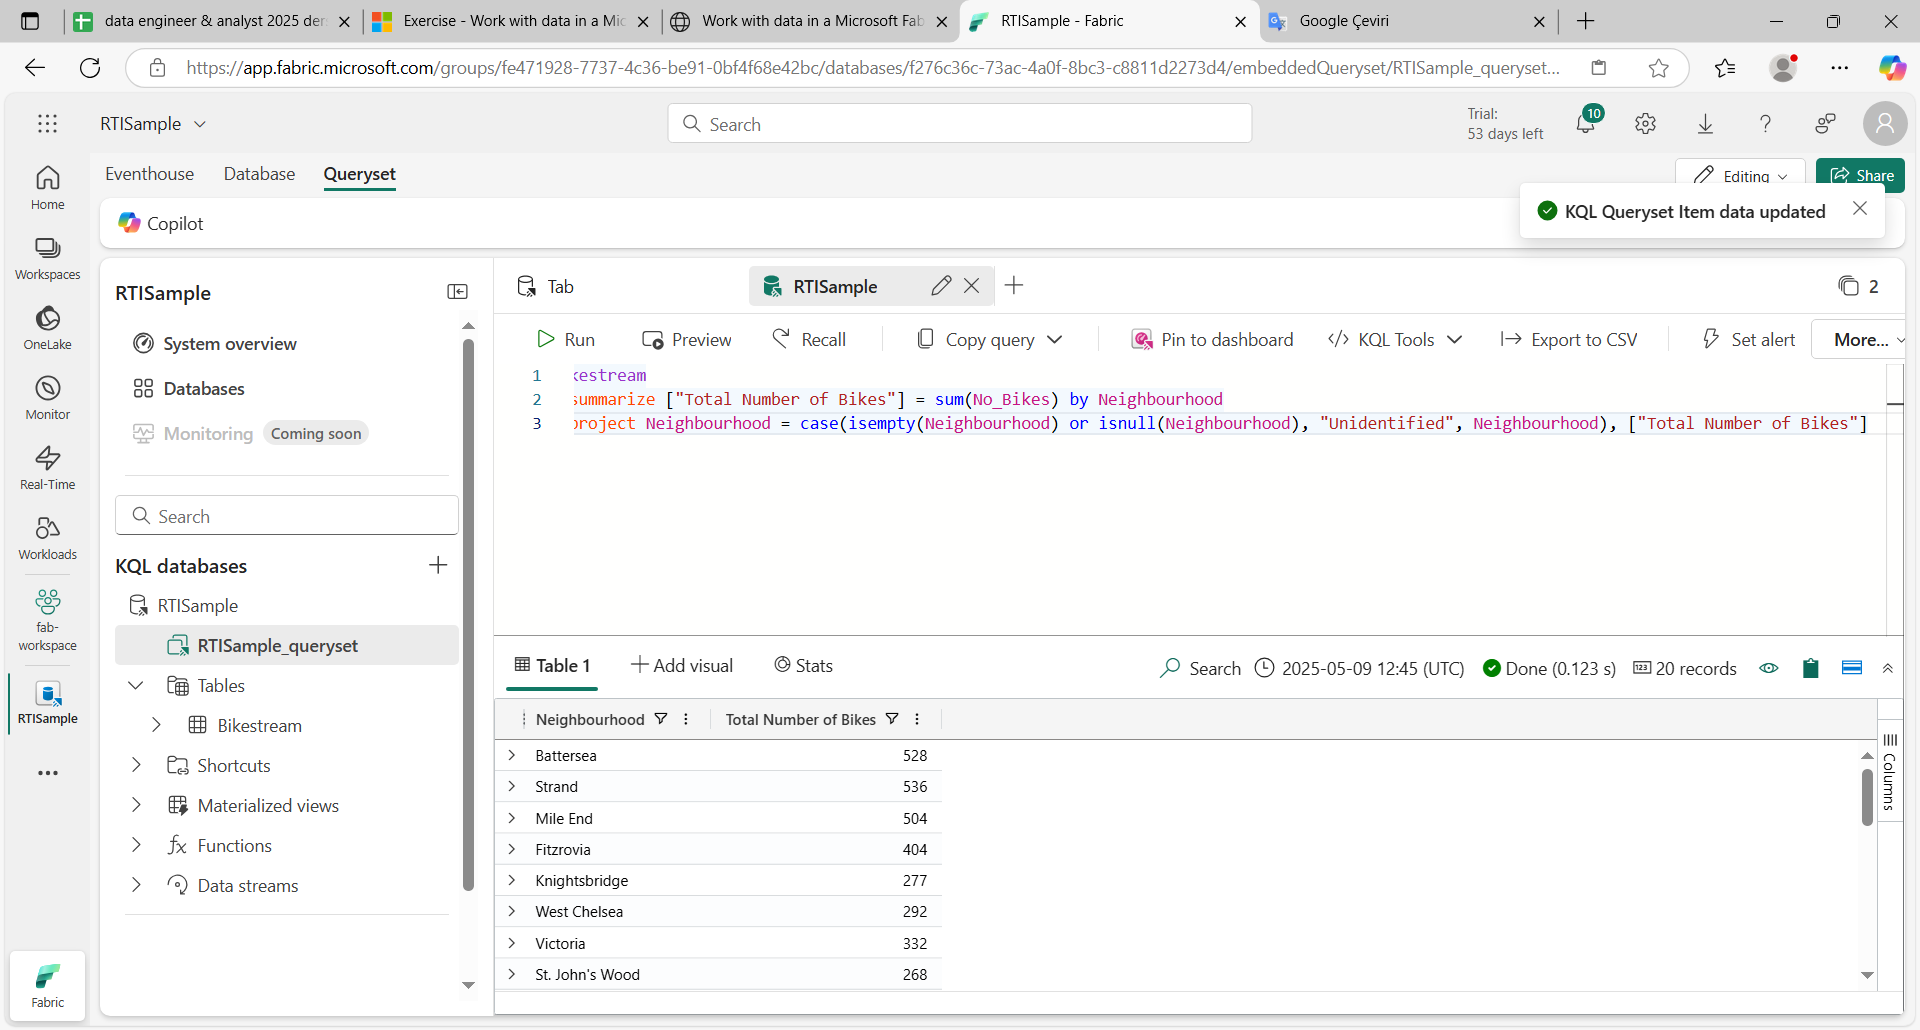 data engineer & analyst 2025 der
Exercise - Work with data in a Mic
Work with data in a Microsoft Fab
RTISample - Fabric
Google Çeviri
https://app.fabric.microsoft.com/groups/fe471928-7737-4c36-be91-0bf4f68e42bc/databases/f276c36c-73ac-4a0f-8bc3-c8811d2273d4/embeddedQueryset/RTISample_queryset...
RTISample
Search
Trial:
53 days left
10
Eventhouse
Database
Queryset
Editing
Share
Copilot
KQL Queryset Item data updated
Home
Workspaces
OneLake
Monitor
Real-Time
Workloads
fab-
workspace
RTISample
Fabric
RTISample
System overview
Databases
Monitoring
Coming soon
Search
KQL databases
RTISample
RTISample_queryset
Tables
Bikestream
Shortcuts
Materialized views
Functions
Data streams
Tab
RTISample
2
Run
Preview
Recall
Copy query
Pin to dashboard
KQL Tools
Export to CSV
Set alert
More...
1 kestream
2 summarize ["Total Number of Bikes"] = sum(No_Bikes) by Neighbourhood
3 project Neighbourhood = case(isempty(Neighbourhood) or isnull(Neighbourhood), "Unidentified", Neighbourhood), ["Total Number of Bikes"]
Table 1
Add visual
Stats
Search
2025-05-09 12:45 (UTC)
Done (0.123 s)
20 records
Neighbourhood Total Number of Bikes
Battersea 528
Strand 536
Mile End 504
Fitzrovia 404
Knightsbridge 277
West Chelsea 292
Victoria 332
St. John's Wood 268
Columns